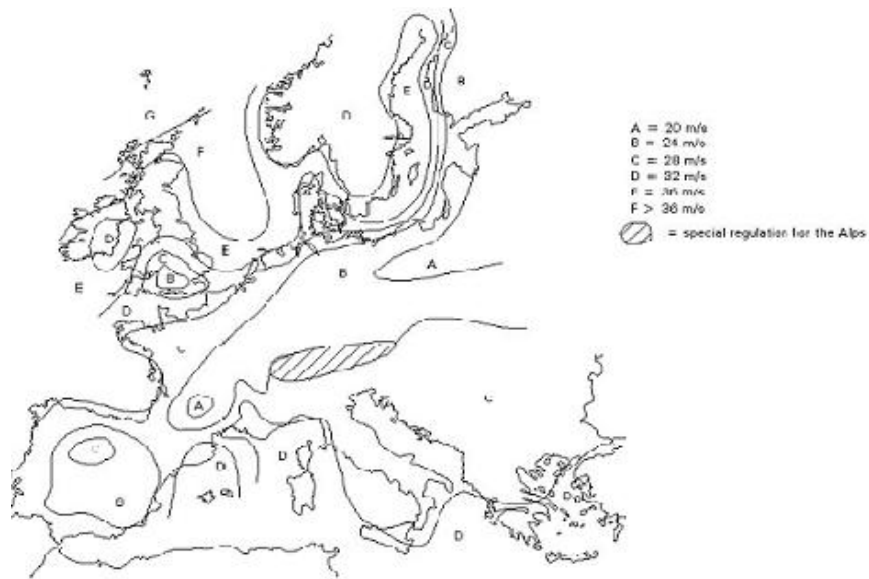 C
B
E
D
B
G
D
F
A = 20 m/s
B = 24 m/s
C = 28 m/s
D = 32 m/s
F > 36 m/s
= special regulation for the Alps
D
E
E
B
A
B
E
D
C
A
C
D
D
B
D